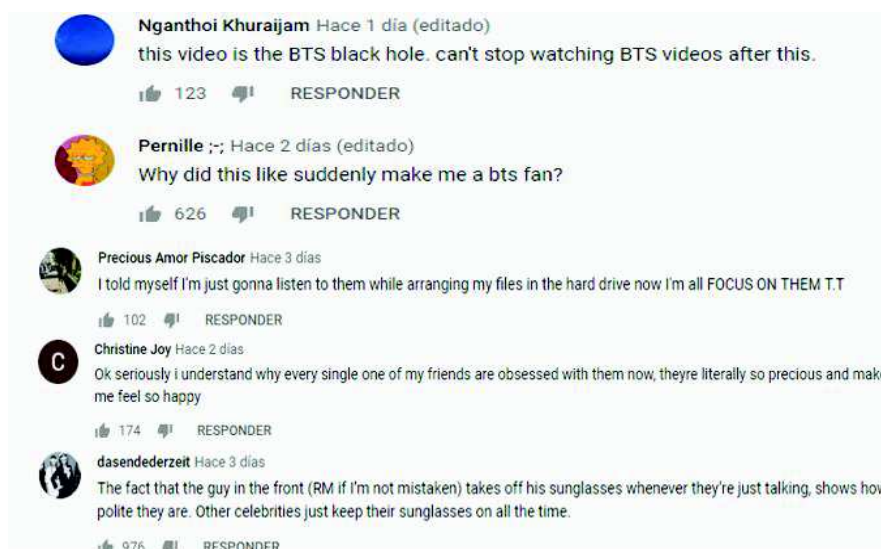 Nganthoi Khuraijam Hace 1 día (editado)
this video is the BTS black hole. can't stop watching BTS videos after this.
123 RESPONDER
Pernille ;-; Hace 2 días (editado)
Why did this like suddenly make me a bts fan?
626 RESPONDER
Precious Amor Piscador Hace 3 días
I told myself I'm just gonna listen to them while arranging my files in the hard drive now I'm all FOCUS ON THEM T.T
102 RESPONDER
C
Christine Joy Hace 2 días
Ok seriously i understand why every single one of my friends are obsessed with them now, theyre literally so precious and make
me feel so happy
174 RESPONDER
dasendederzeit Hace 3 días
The fact that the guy in the front (RM if I'm not mistaken) takes off his sunglasses whenever they're just talking, shows how
polite they are. Other celebrities just keep their sunglasses on all the time.
976 RESPONDER